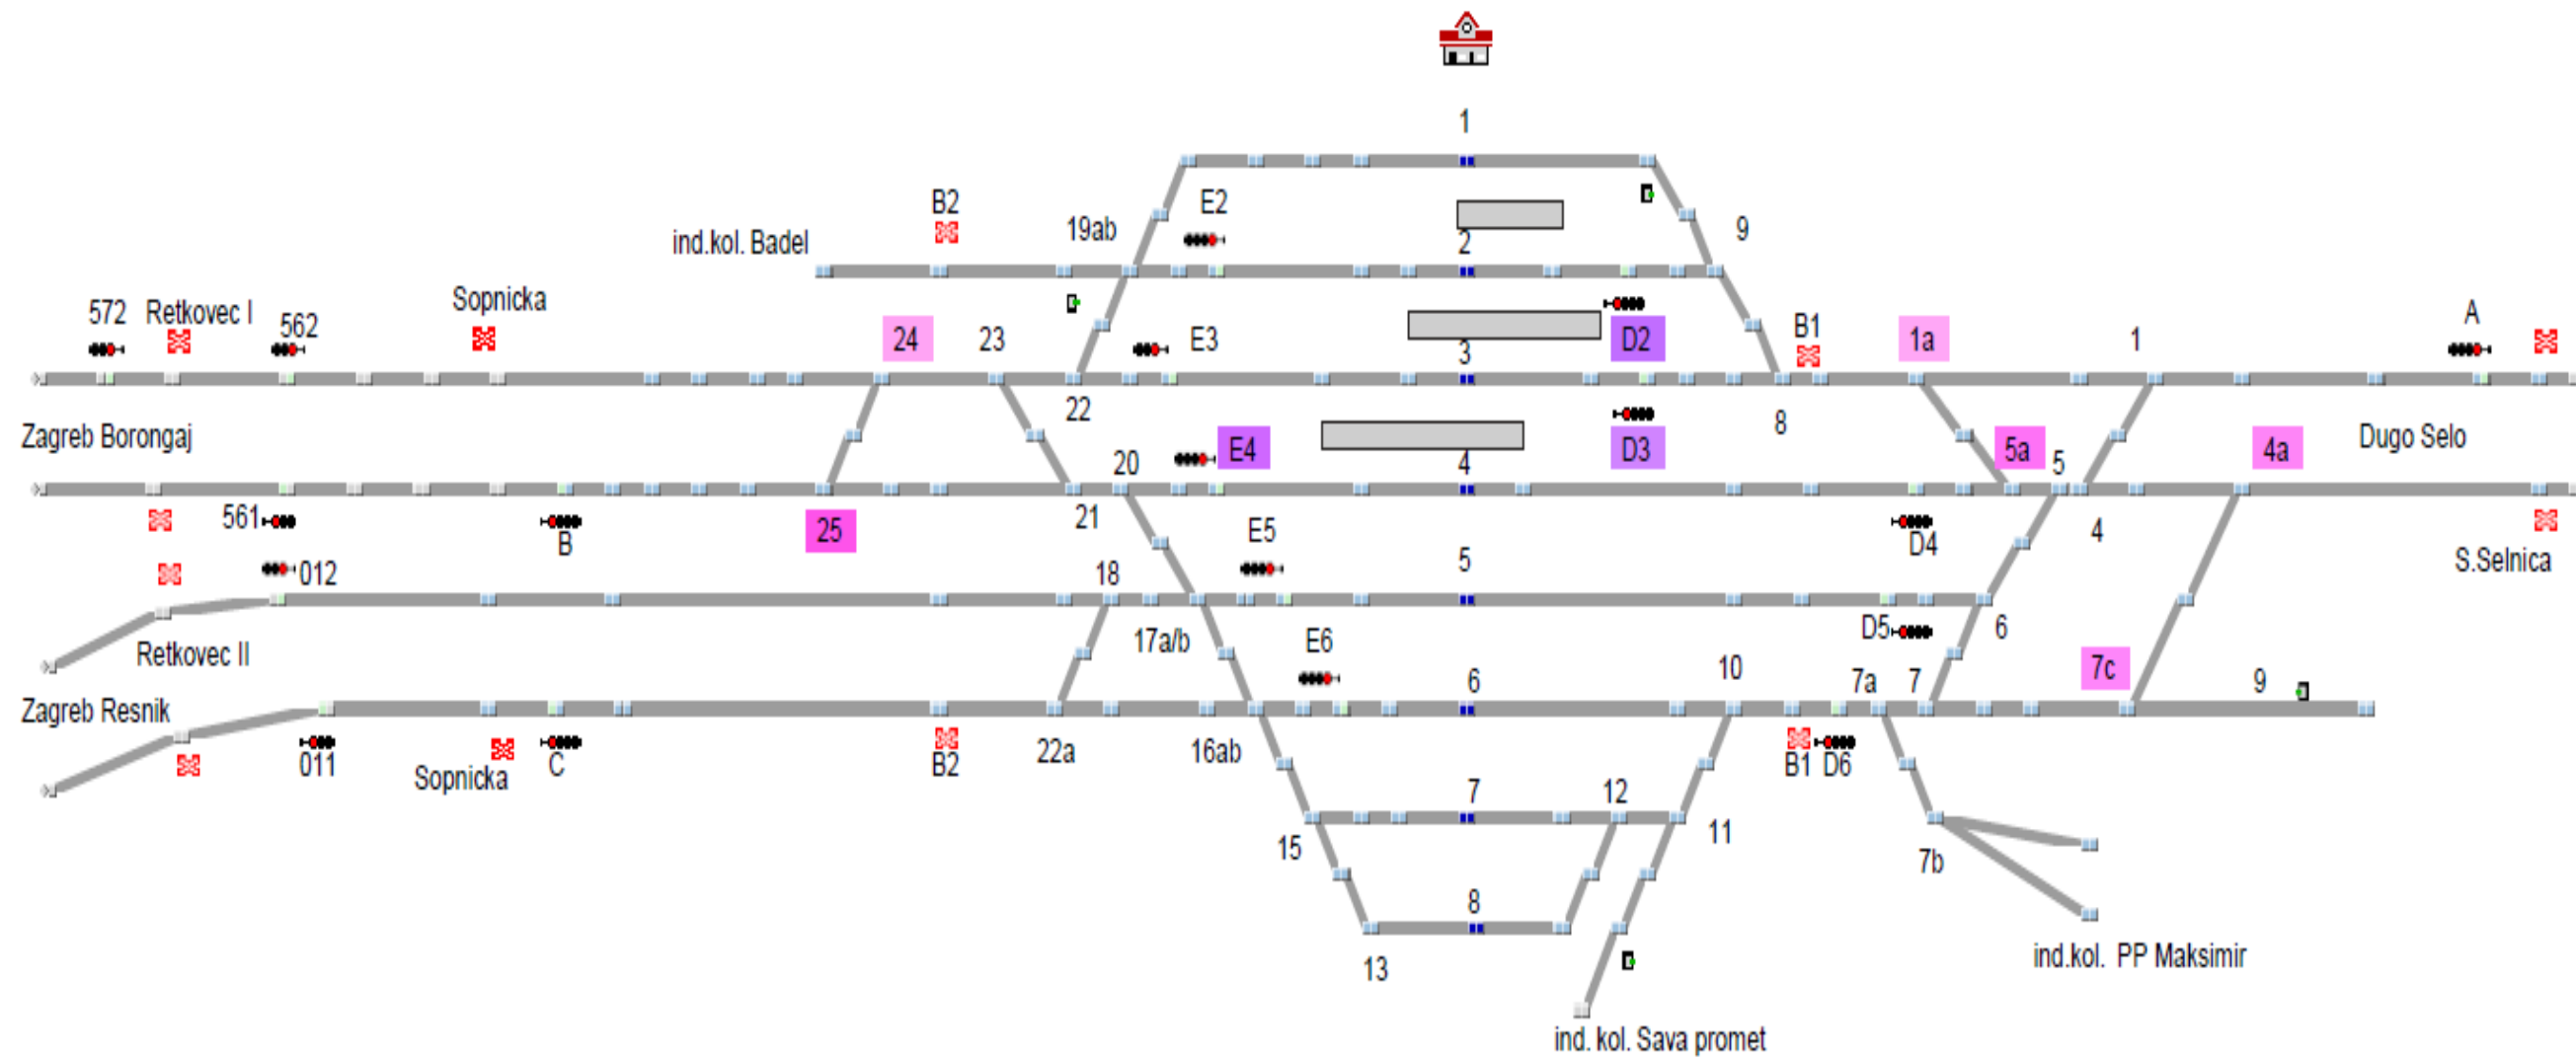 1
B2
E2
19ab
9
ind.kol. Badel
2
572
Retkovec I
562
Sopnicka
24
23
E3
3
D2
B1
1a
1
A
22
8
Zagreb Borongaj
20
E4
4
D3
5a
5
4a
Dugo Selo
561
B
25
21
E5
5
D4
4
S.Selnica
012
18
Retkovec II
17a/b
E6
D5
6
Zagreb Resnik
6
10
7a
7
7c
9
011
Sopnicka
C
B2
22a
16ab
B1
D6
7
12
15
11
7b
8
13
ind.kol. PP Maksimir
ind. kol. Sava promet